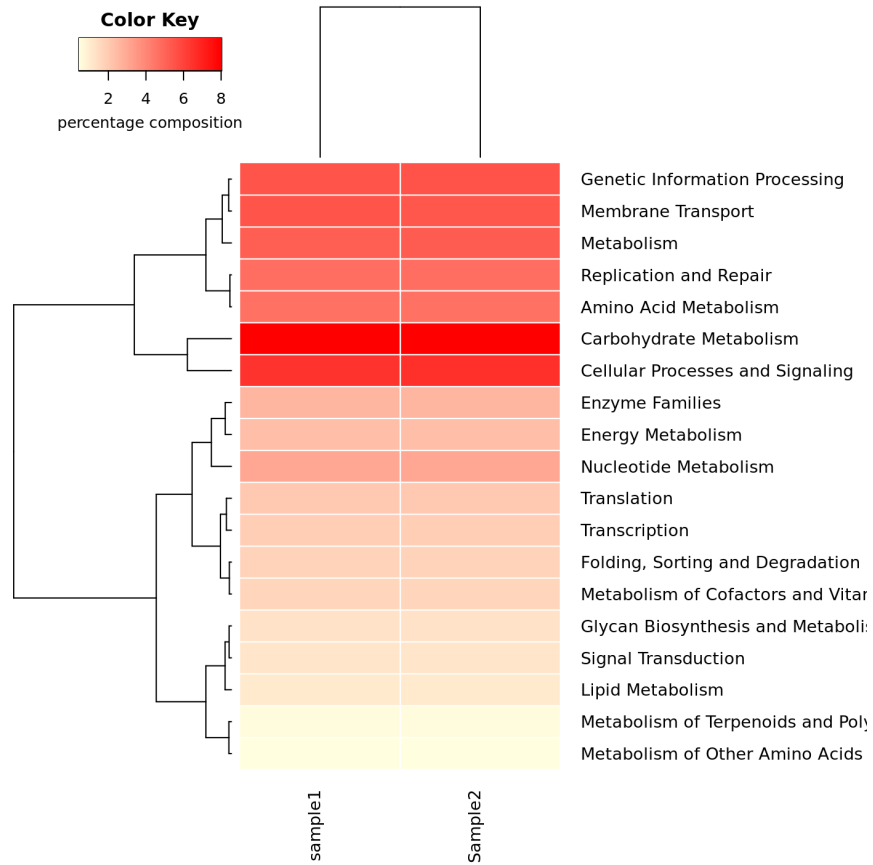 Color Key
2 4 6 8
percentage composition
Genetic Information Processing
Membrane Transport
Metabolism
Replication and Repair
Amino Acid Metabolism
Carbohydrate Metabolism
Cellular Processes and Signaling
Enzyme Families
Energy Metabolism
Nucleotide Metabolism
Translation
Transcription
Folding, Sorting and Degradation
Metabolism of Cofactors and
Glycan Biosynthesis and
Signal Transduction
Lipid Metabolism
Metabolism of Terpenoids and
Metabolism of Other Amino Acids
sample1
Sample2